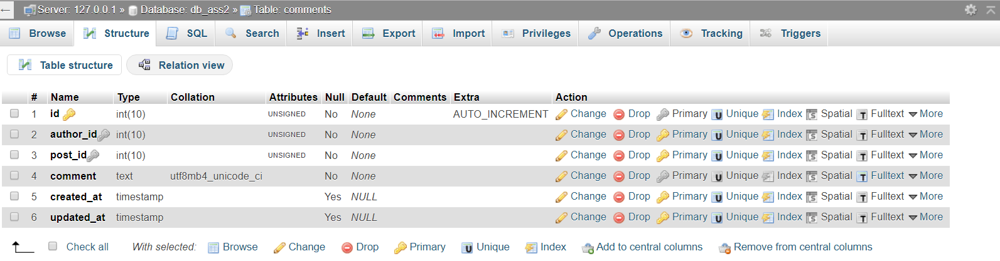 Server: 127.0.0.1 » Database: db_ass2 » Table: comments
Browse Structure SQL Search Insert Export Import Privileges Operations Tracking Triggers
Table structure Relation view
# Name Type Collation Attributes Null Default Comments Extra Action
1 id int(10) UNSIGNED No None AUTO_INCREMENT Change Drop Primary Unique Index Spatial Fulltext More
2 author_id int(10) UNSIGNED No None Change Drop Primary Unique Index Spatial Fulltext More
3 post_id int(10) UNSIGNED No None Change Drop Primary Unique Index Spatial Fulltext More
4 comment text utf8mb4_unicode_ci No None Change Drop Primary Unique Index Spatial Fulltext More
5 created_at timestamp Yes NULL Change Drop Primary Unique Index Spatial Fulltext More
6 updated_at timestamp Yes NULL Change Drop Primary Unique Index Spatial Fulltext More
Check all With selected: Browse Change Drop Primary Unique Index Add to central columns Remove from central columns